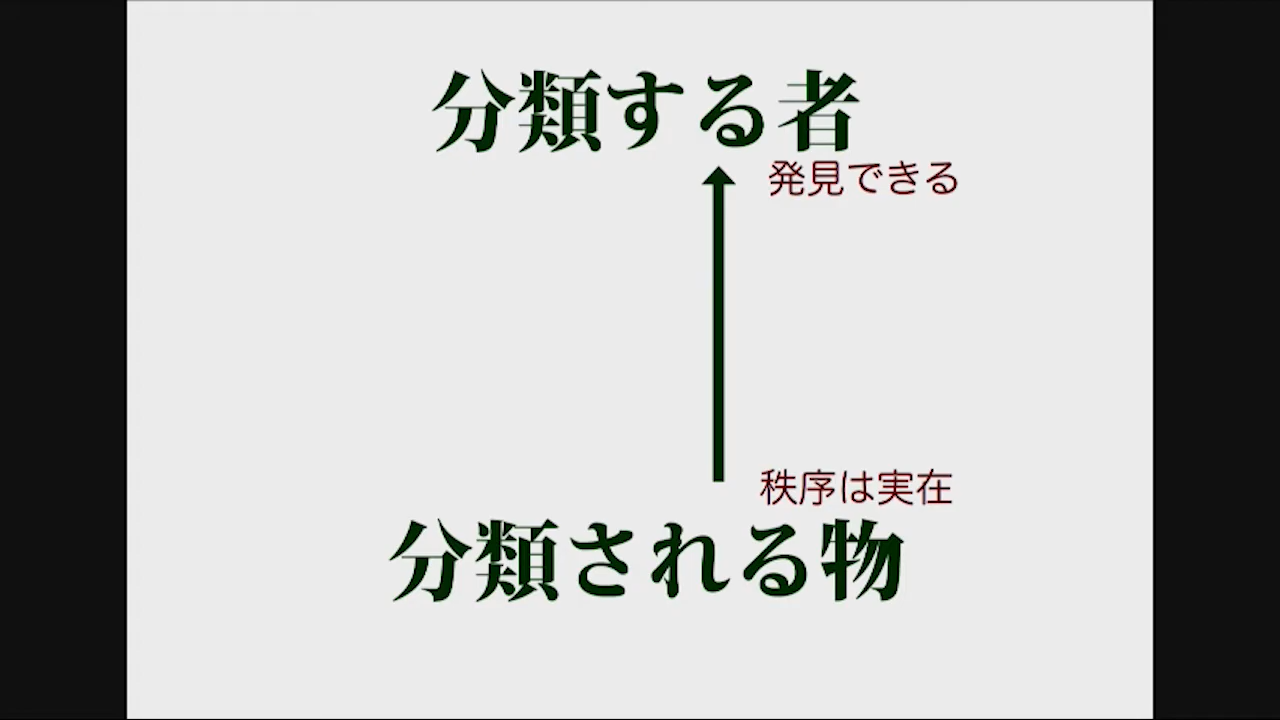 分類する者
発見できる
秩序は実在
分類される物